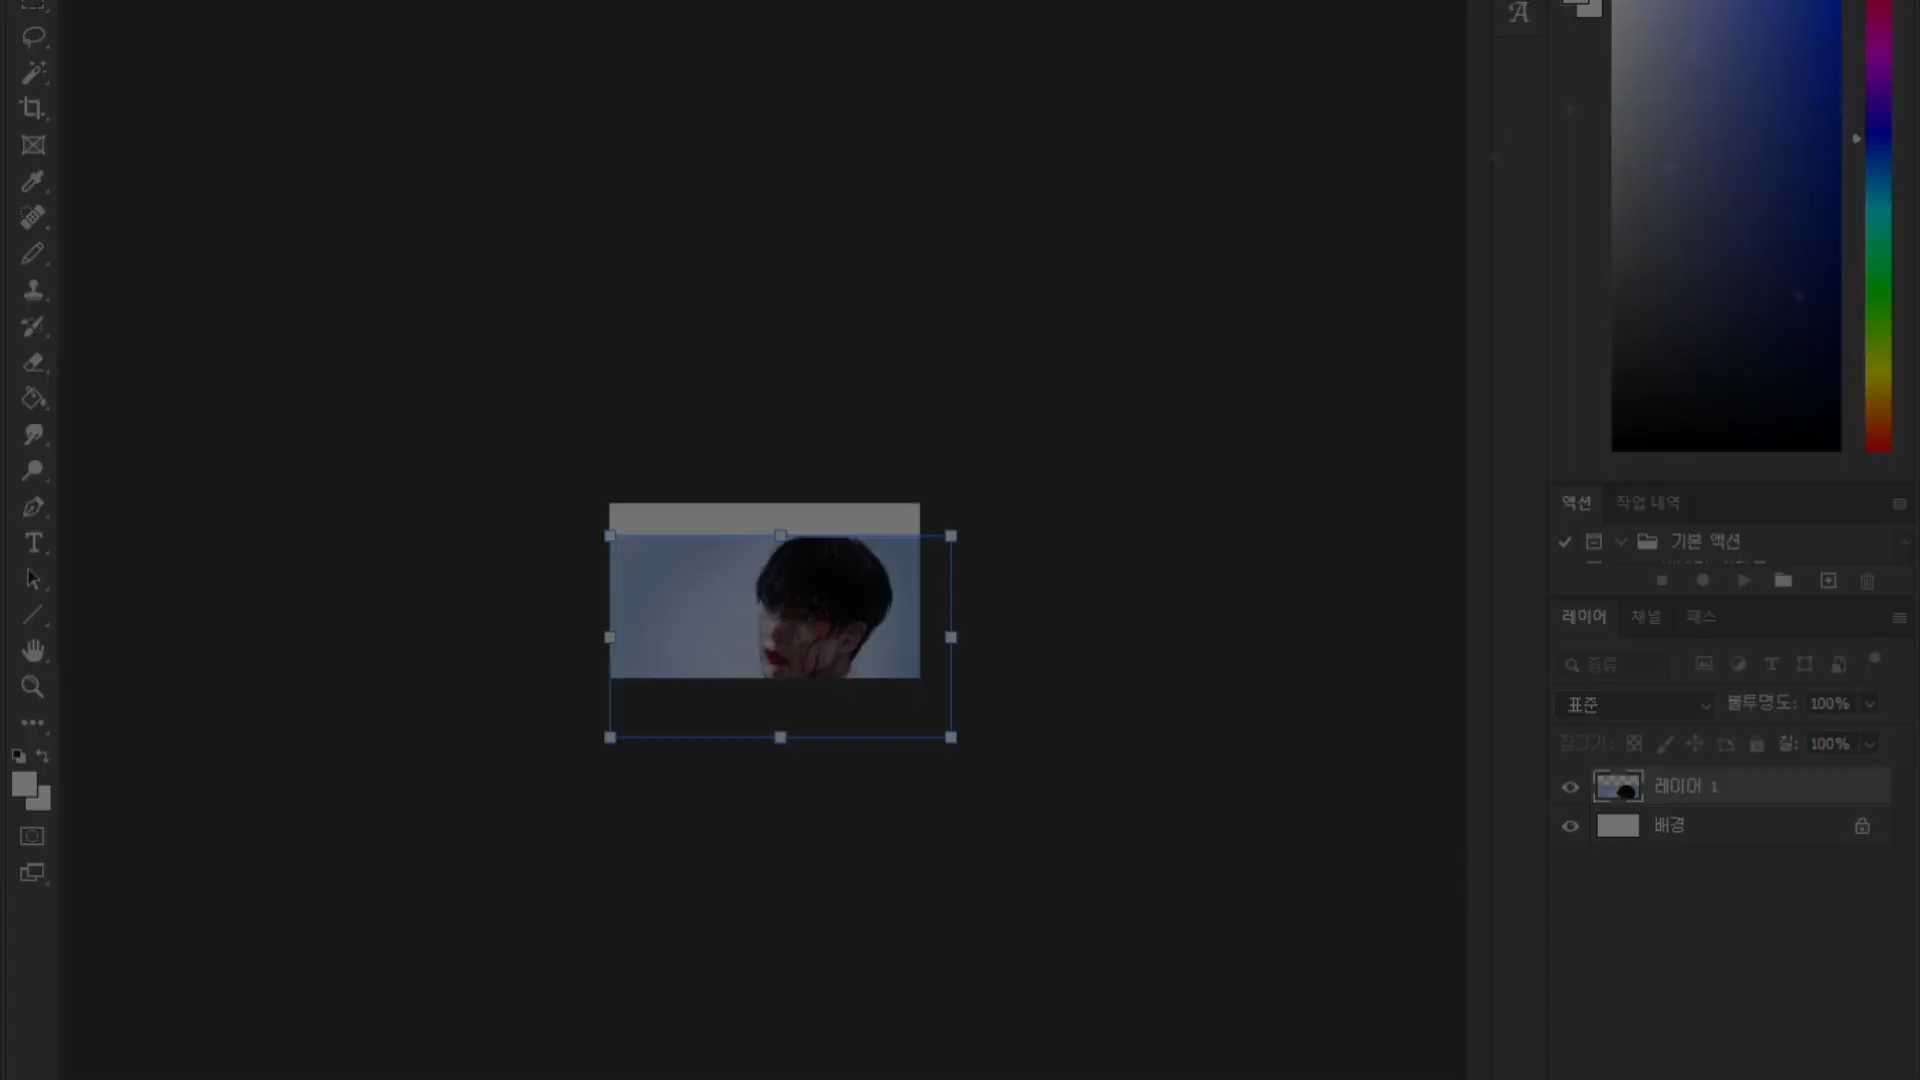 액션 작업 내역
기본 액션
레이어 채널 패스
종류
표준 불투명도: 100%
잠그기: 칠: 100%
레이어 1
배경